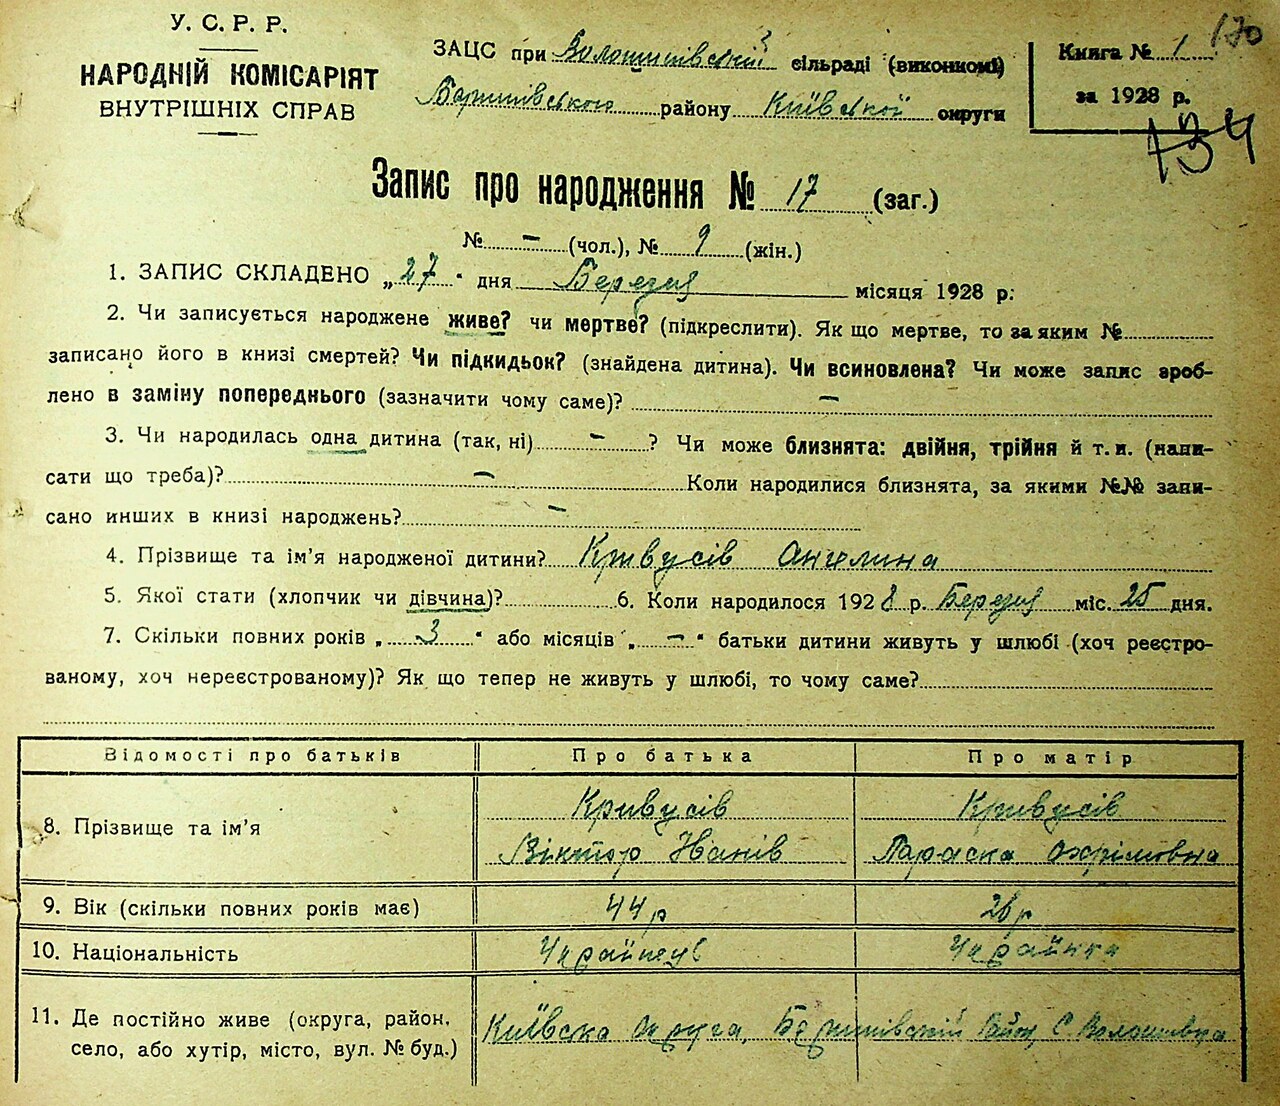 У. С. Р. Р.
НАРОДНІЙ КОМІСАРІЯТ
ВНУТРІШНІХ СПРАВ
ЗАЦС при Волошинівській сільраді (виконкомі)
Баришівського району Київської округи
Книга № 1
за 1928 р.
170
134
Запис про народження № 17 (заг.)
№ – (чол.), № 9 (жін.)
1. ЗАПИС СКЛАДЕНО „27" дня Березня місяця 1928 р.
2. Чи записується народжене живе? чи мертве? (підкреслити). Як що мертве, то за яким №
записано його в книзі смертей? Чи підкидьок? (знайдена дитина). Чи всиновлена? Чи може запис зроб-
лено в заміну попереднього (зазначити чому саме)? –
3. Чи народилась одна дитина (так, ні) – ? Чи може близнята: двійня, трійня й т. и. (напи-
сати що треба)? – Коли народилися близнята, за якими №№ запи-
сано инших в книзі народжень? –
4. Прізвище та ім'я народженої дитини? Кривусів Ангелина
5. Якої стати (хлопчик чи дівчина)? 6. Коли народилося 1928 р. Березня міс. 25 дня.
7. Скільки повних років „ 3 " або місяців „ – " батьки дитини живуть у шлюбі (хоч реєстро-
ваному, хоч нереєстрованому)? Як що тепер не живуть у шлюбі, то чому саме?
Відомості про батьків Про батька Про матір
8. Прізвище та ім'я Кривусів Віктор Іванів Кривусів Параска Охрімовна
9. Вік (скільки повних років має) 44 р 26 р
10. Національність Українець Українка
11. Де постійно живе (округа, район, село, або хутір, місто, вул. № буд.) Київска округа, Баришівский Район, С. Волошинівка